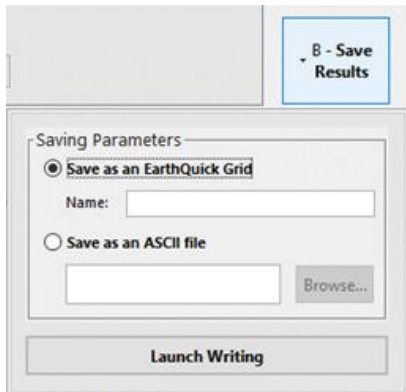 B - Save
Results
Saving Parameters
Save as an EarthQuick Grid
Name:
Save as an ASCII file
Browse...
Launch Writing